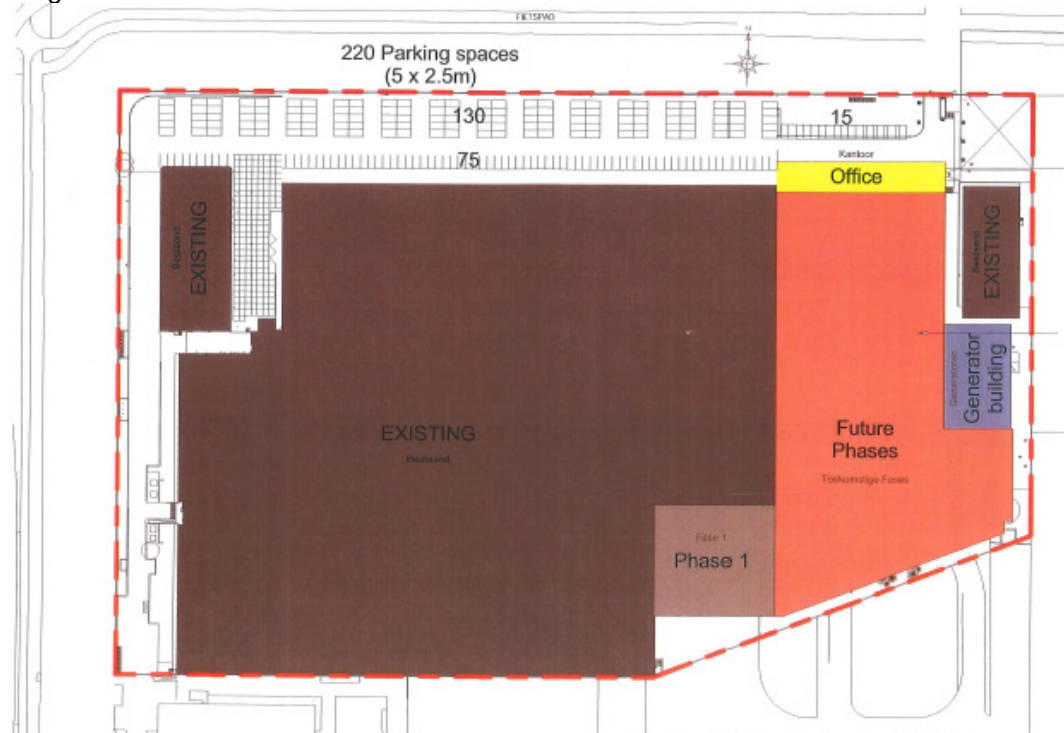 FIETSPAD
220 Parking spaces
(5 x 2.5m)
N
130
15
75
Kantoor
Office
Bestaand
EXISTING
Bestaand
EXISTING
Generatoren
Generator
building
EXISTING
Bestaand
Future
Phases
Toekomstige Fases
Fase 1
Phase 1